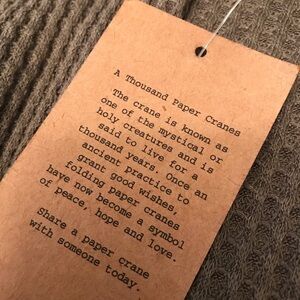 A Thousand Paper Cranes
The crane is known as
one of the mystical or
holy creatures and is
said to live for a
thousand years. Once an
ancient practice to
grant good wishes,
folding paper cranes
have now become a symbol
of peace, hope and love.
Share a paper crane
with someone today.